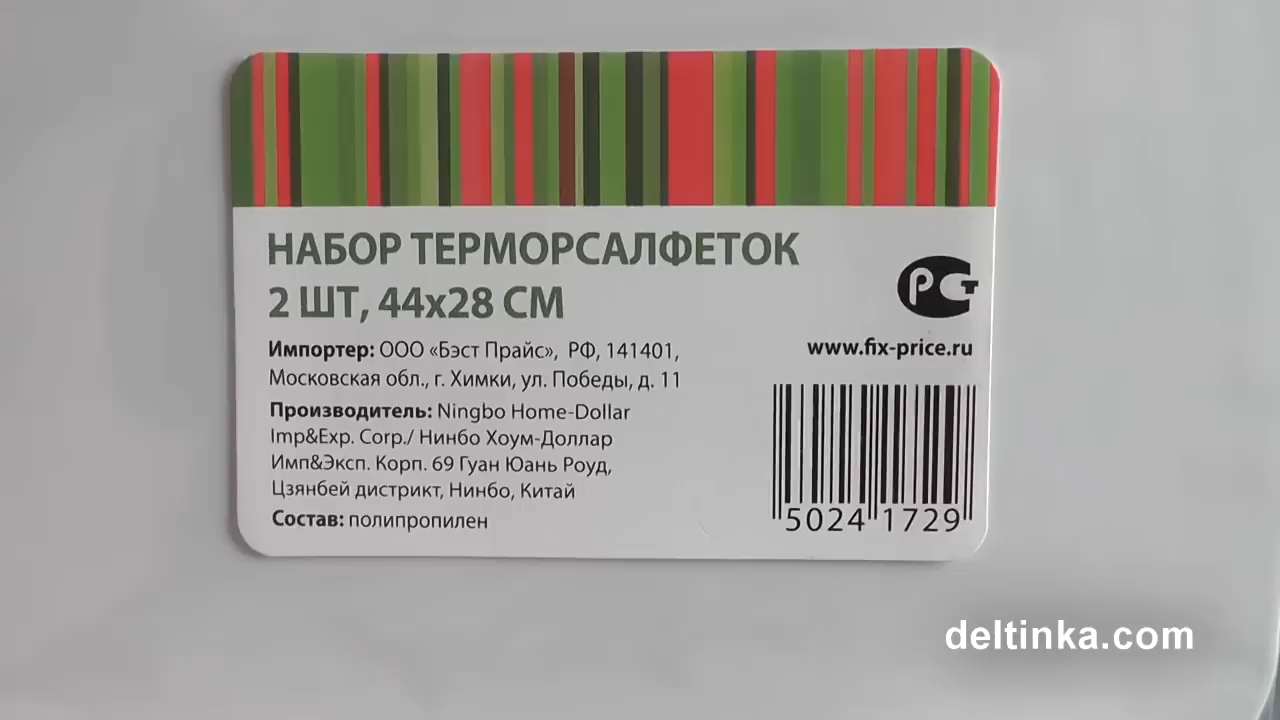 НАБОР ТЕРМОРСАЛФЕТОК
2 ШТ, 44х28 СМ
РСТ
www.fix-price.ru
Импортер: ООО «Бэст Прайс», РФ, 141401,
Московская обл., г. Химки, ул. Победы, д. 11
Производитель: Ningbo Home-Dollar
Imp&Exp. Corp./ Нинбо Хоум-Доллар
Имп&Эксп. Корп. 69 Гуан Юань Роуд,
Цзянбей дистрикт, Нинбо, Китай
Состав: полипропилен
5024 1729
deltinka.com